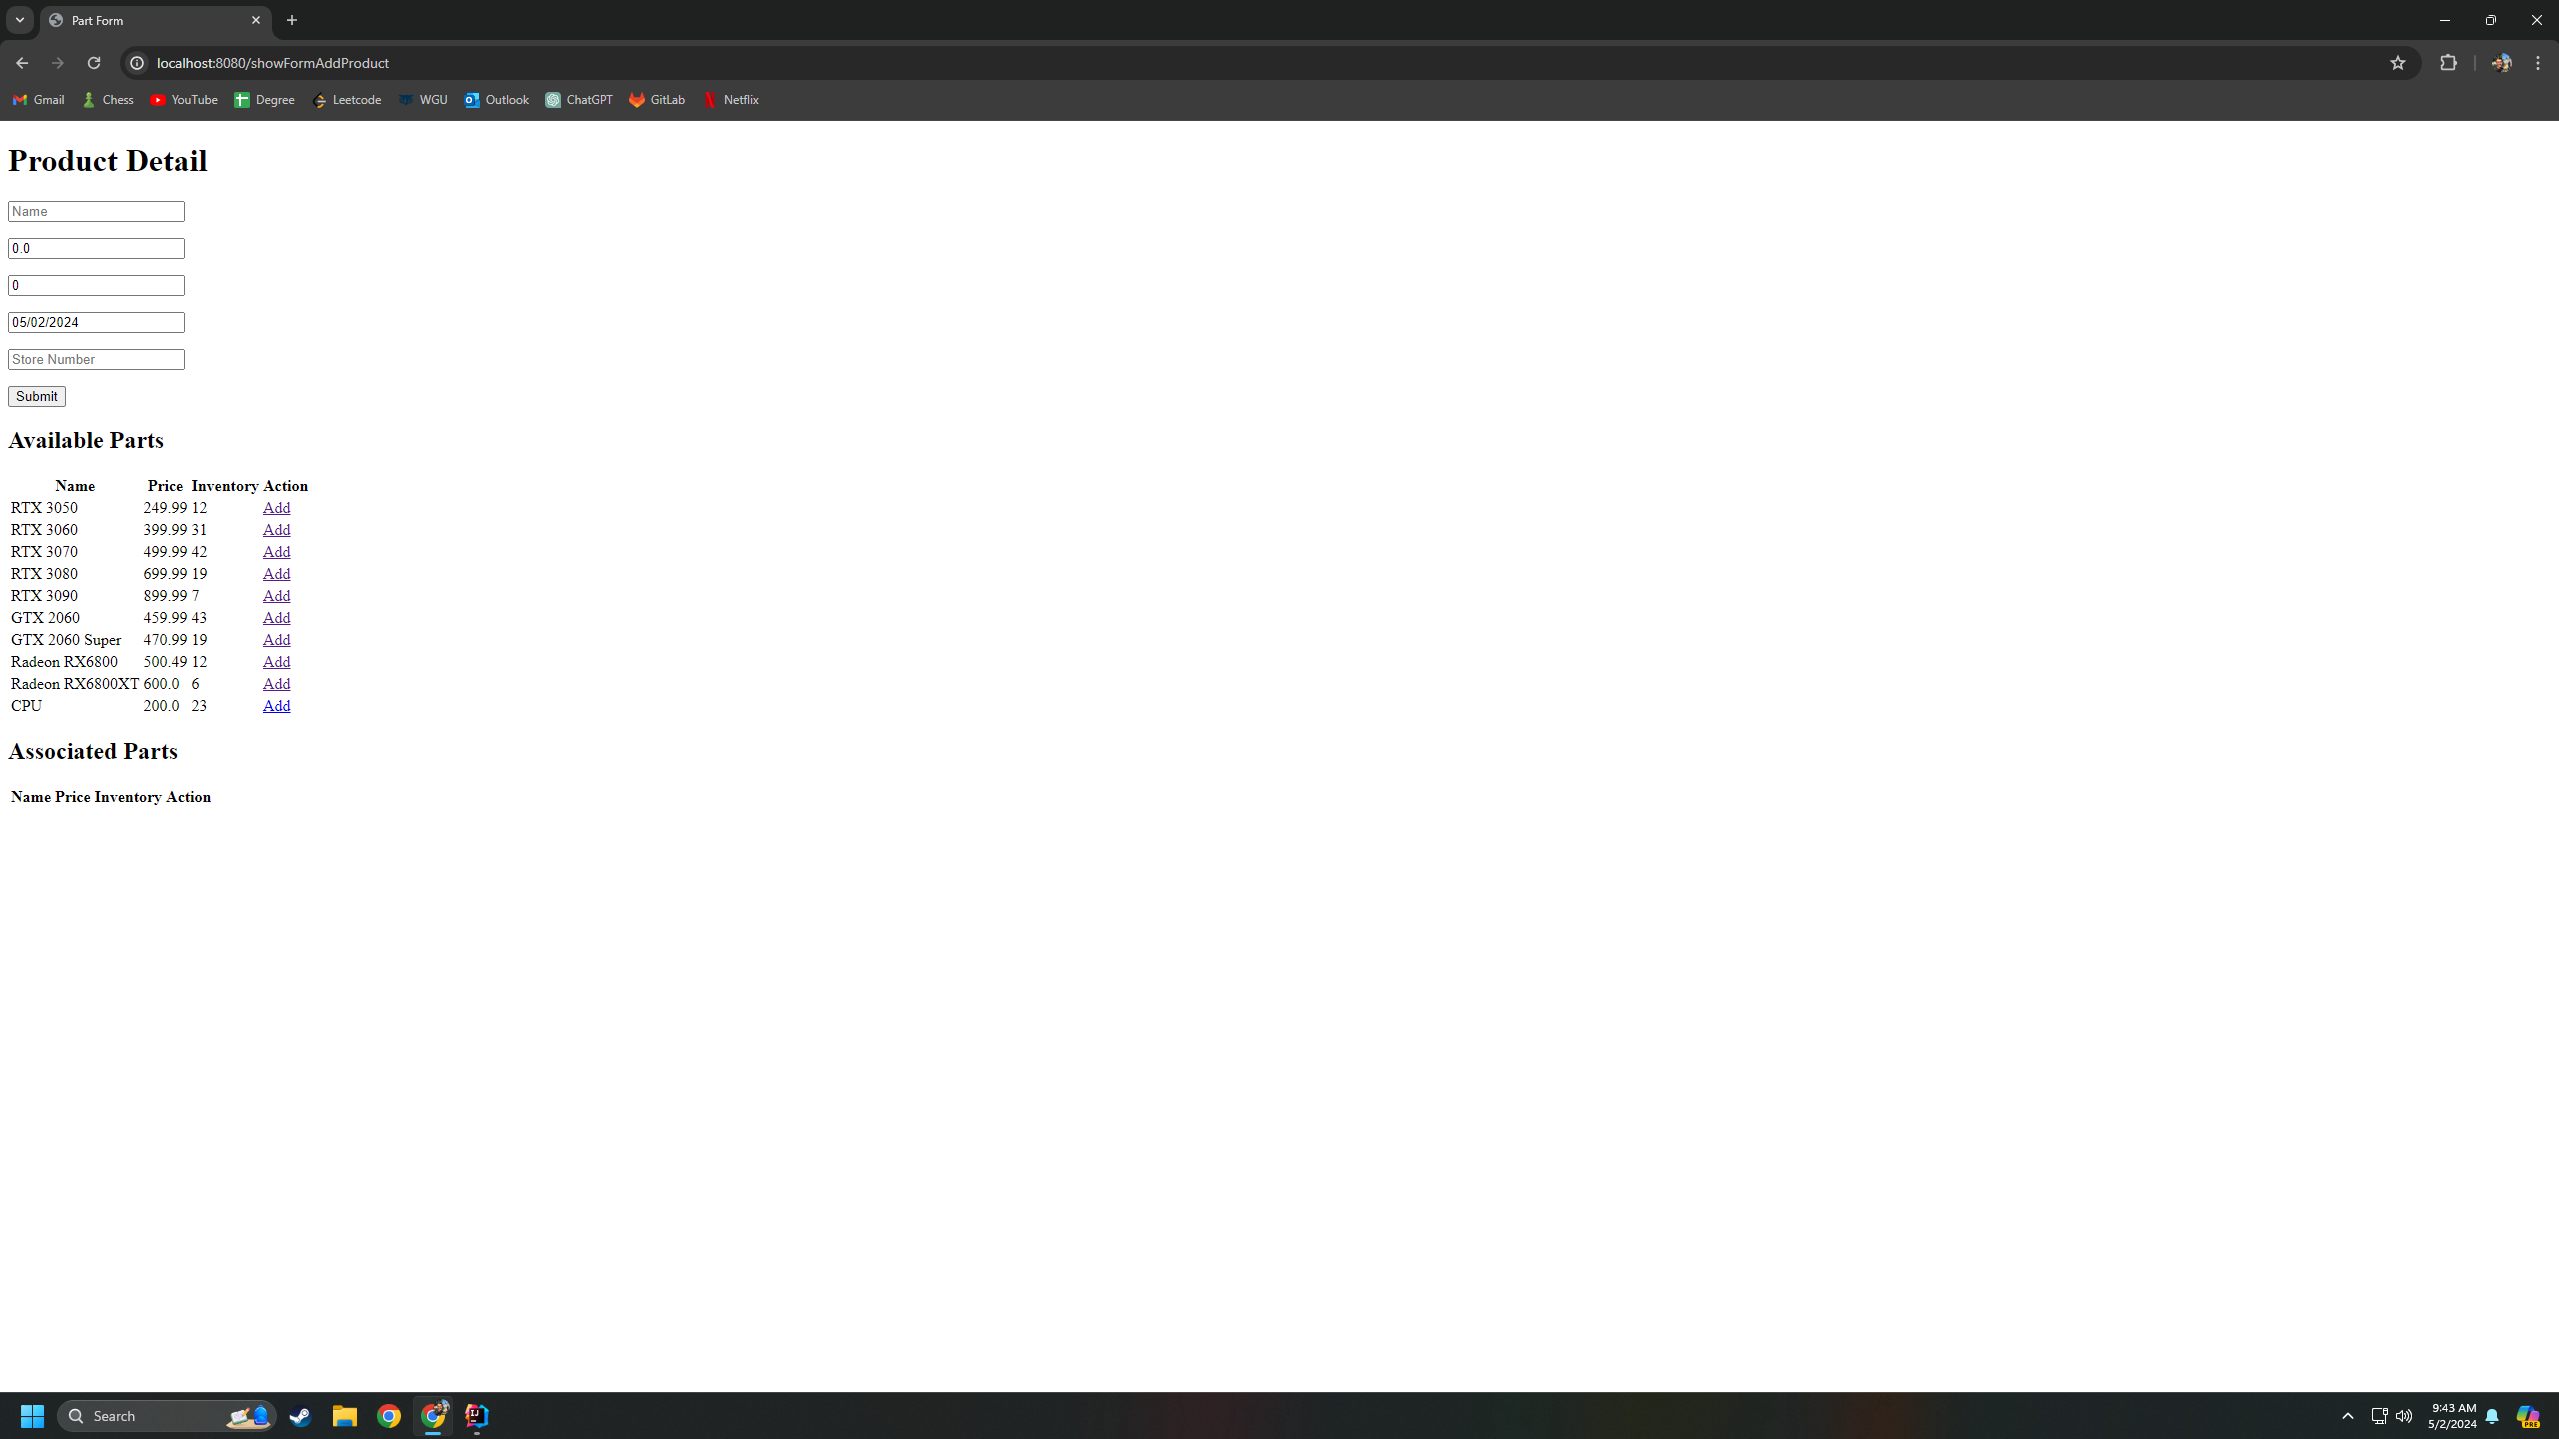 Part Form
localhost:8080/showFormAddProduct
Gmail Chess YouTube Degree Leetcode WGU Outlook ChatGPT GitLab Netflix
Product Detail
Name
0.0
0
05/02/2024
Store Number
Submit
Available Parts
Name Price Inventory Action
RTX 3050 249.99 12 Add
RTX 3060 399.99 31 Add
RTX 3070 499.99 42 Add
RTX 3080 699.99 19 Add
RTX 3090 899.99 7 Add
GTX 2060 459.99 43 Add
GTX 2060 Super 470.99 19 Add
Radeon RX6800 500.49 12 Add
Radeon RX6800XT 600.0 6 Add
CPU 200.0 23 Add
Associated Parts
Name Price Inventory Action
Search
9:43 AM
5/2/2024
PRE